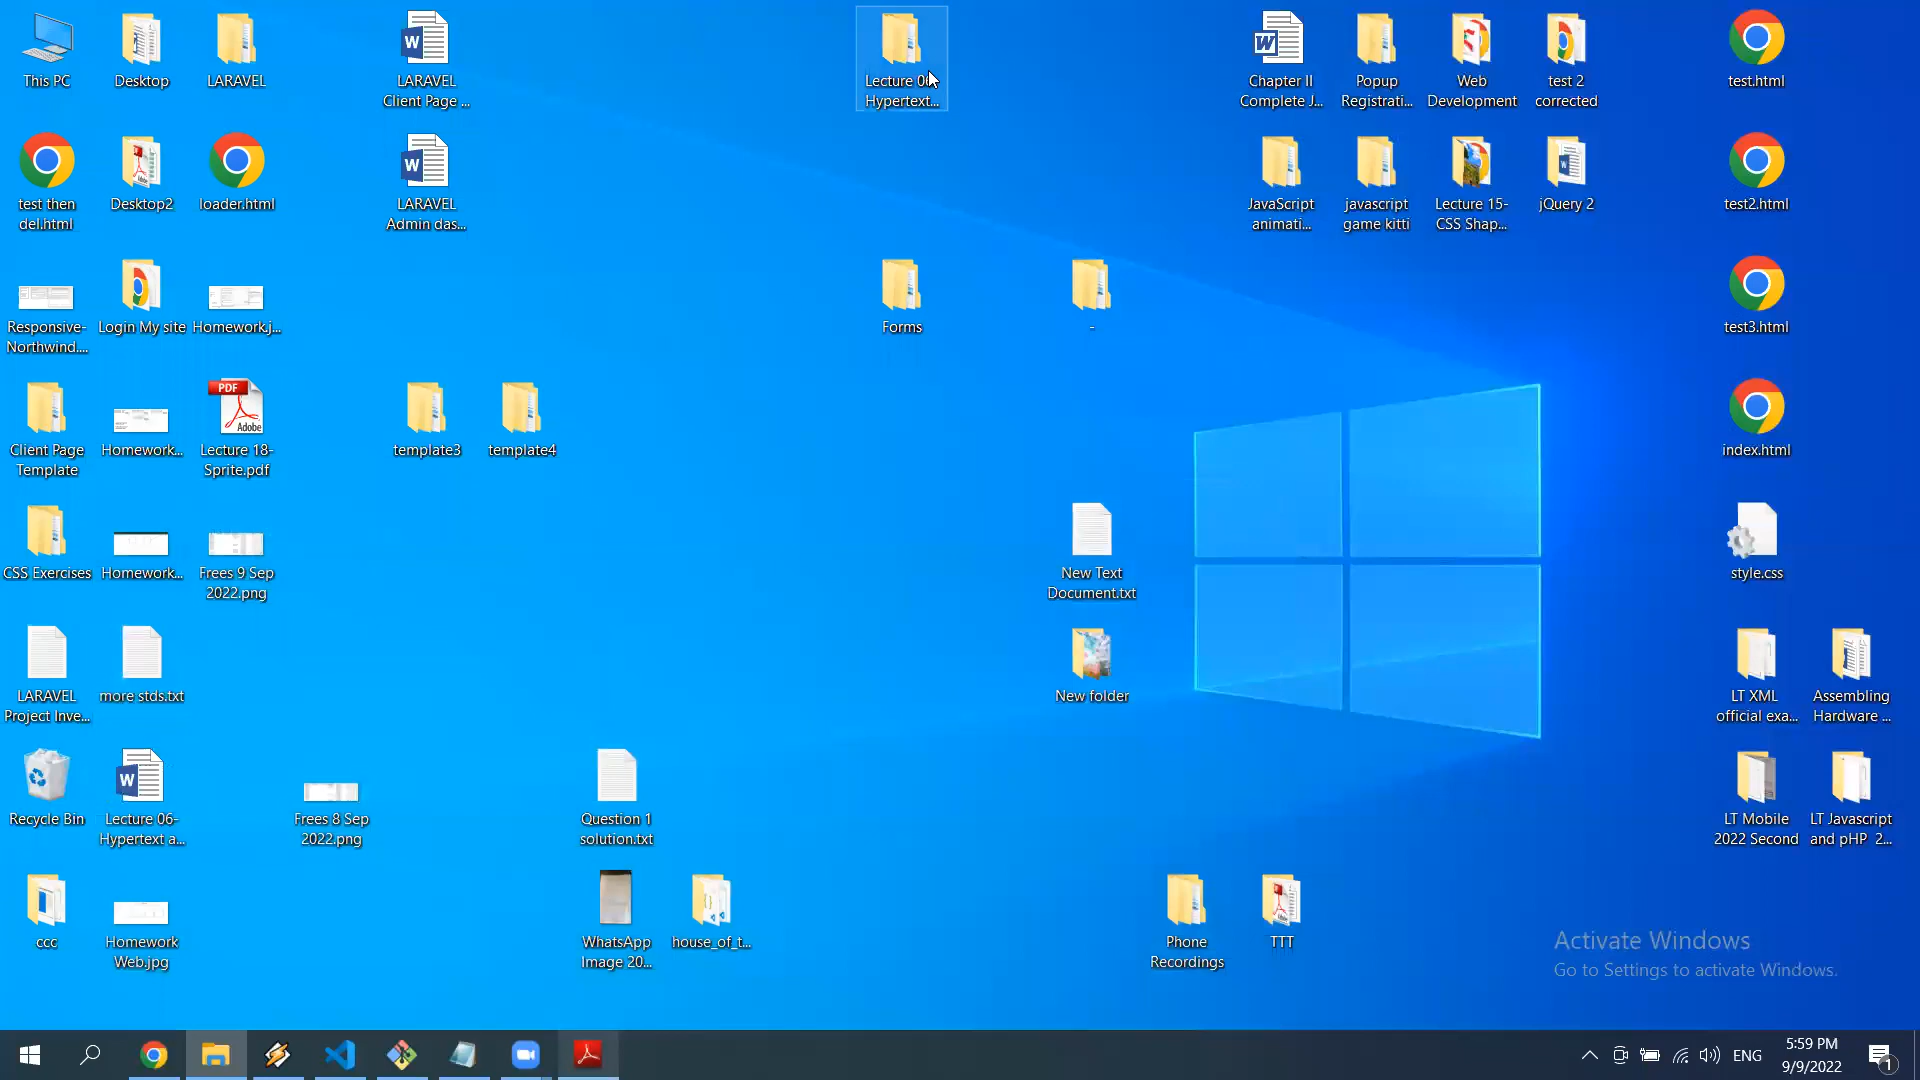 This PC
Desktop
LARAVEL
LARAVEL
Client Page ...
Lecture 06-
Hypertext...
Chapter II
Complete J...
Popup
Registrati...
Web
Development
test 2
corrected
test.html
test then
del.html
Desktop2
loader.html
LARAVEL
Admin das...
JavaScript
animati...
javascript
game kitti
Lecture 15-
CSS Shap...
jQuery 2
test2.html
Responsive-
Northwind....
Login My site
Homework.j...
Forms
-
test3.html
Client Page
Template
Homework...
PDF
Adobe
Lecture 18-
Sprite.pdf
template3
template4
index.html
CSS Exercises
Homework...
Frees 9 Sep
2022.png
New Text
Document.txt
style.css
LARAVEL
Project Inve...
more stds.txt
New folder
LT XML
official exa...
Assembling
Hardware ...
Recycle Bin
Lecture 06-
Hypertext a...
Frees 8 Sep
2022.png
Question 1
solution.txt
LT Mobile
2022 Second
LT Javascript
and pHP 2...
ccc
Homework
Web.jpg
WhatsApp
Image 20...
house_of_t...
Phone
Recordings
TTT
Activate Windows
Go to Settings to activate Windows.
ENG
5:59 PM
9/9/2022
1